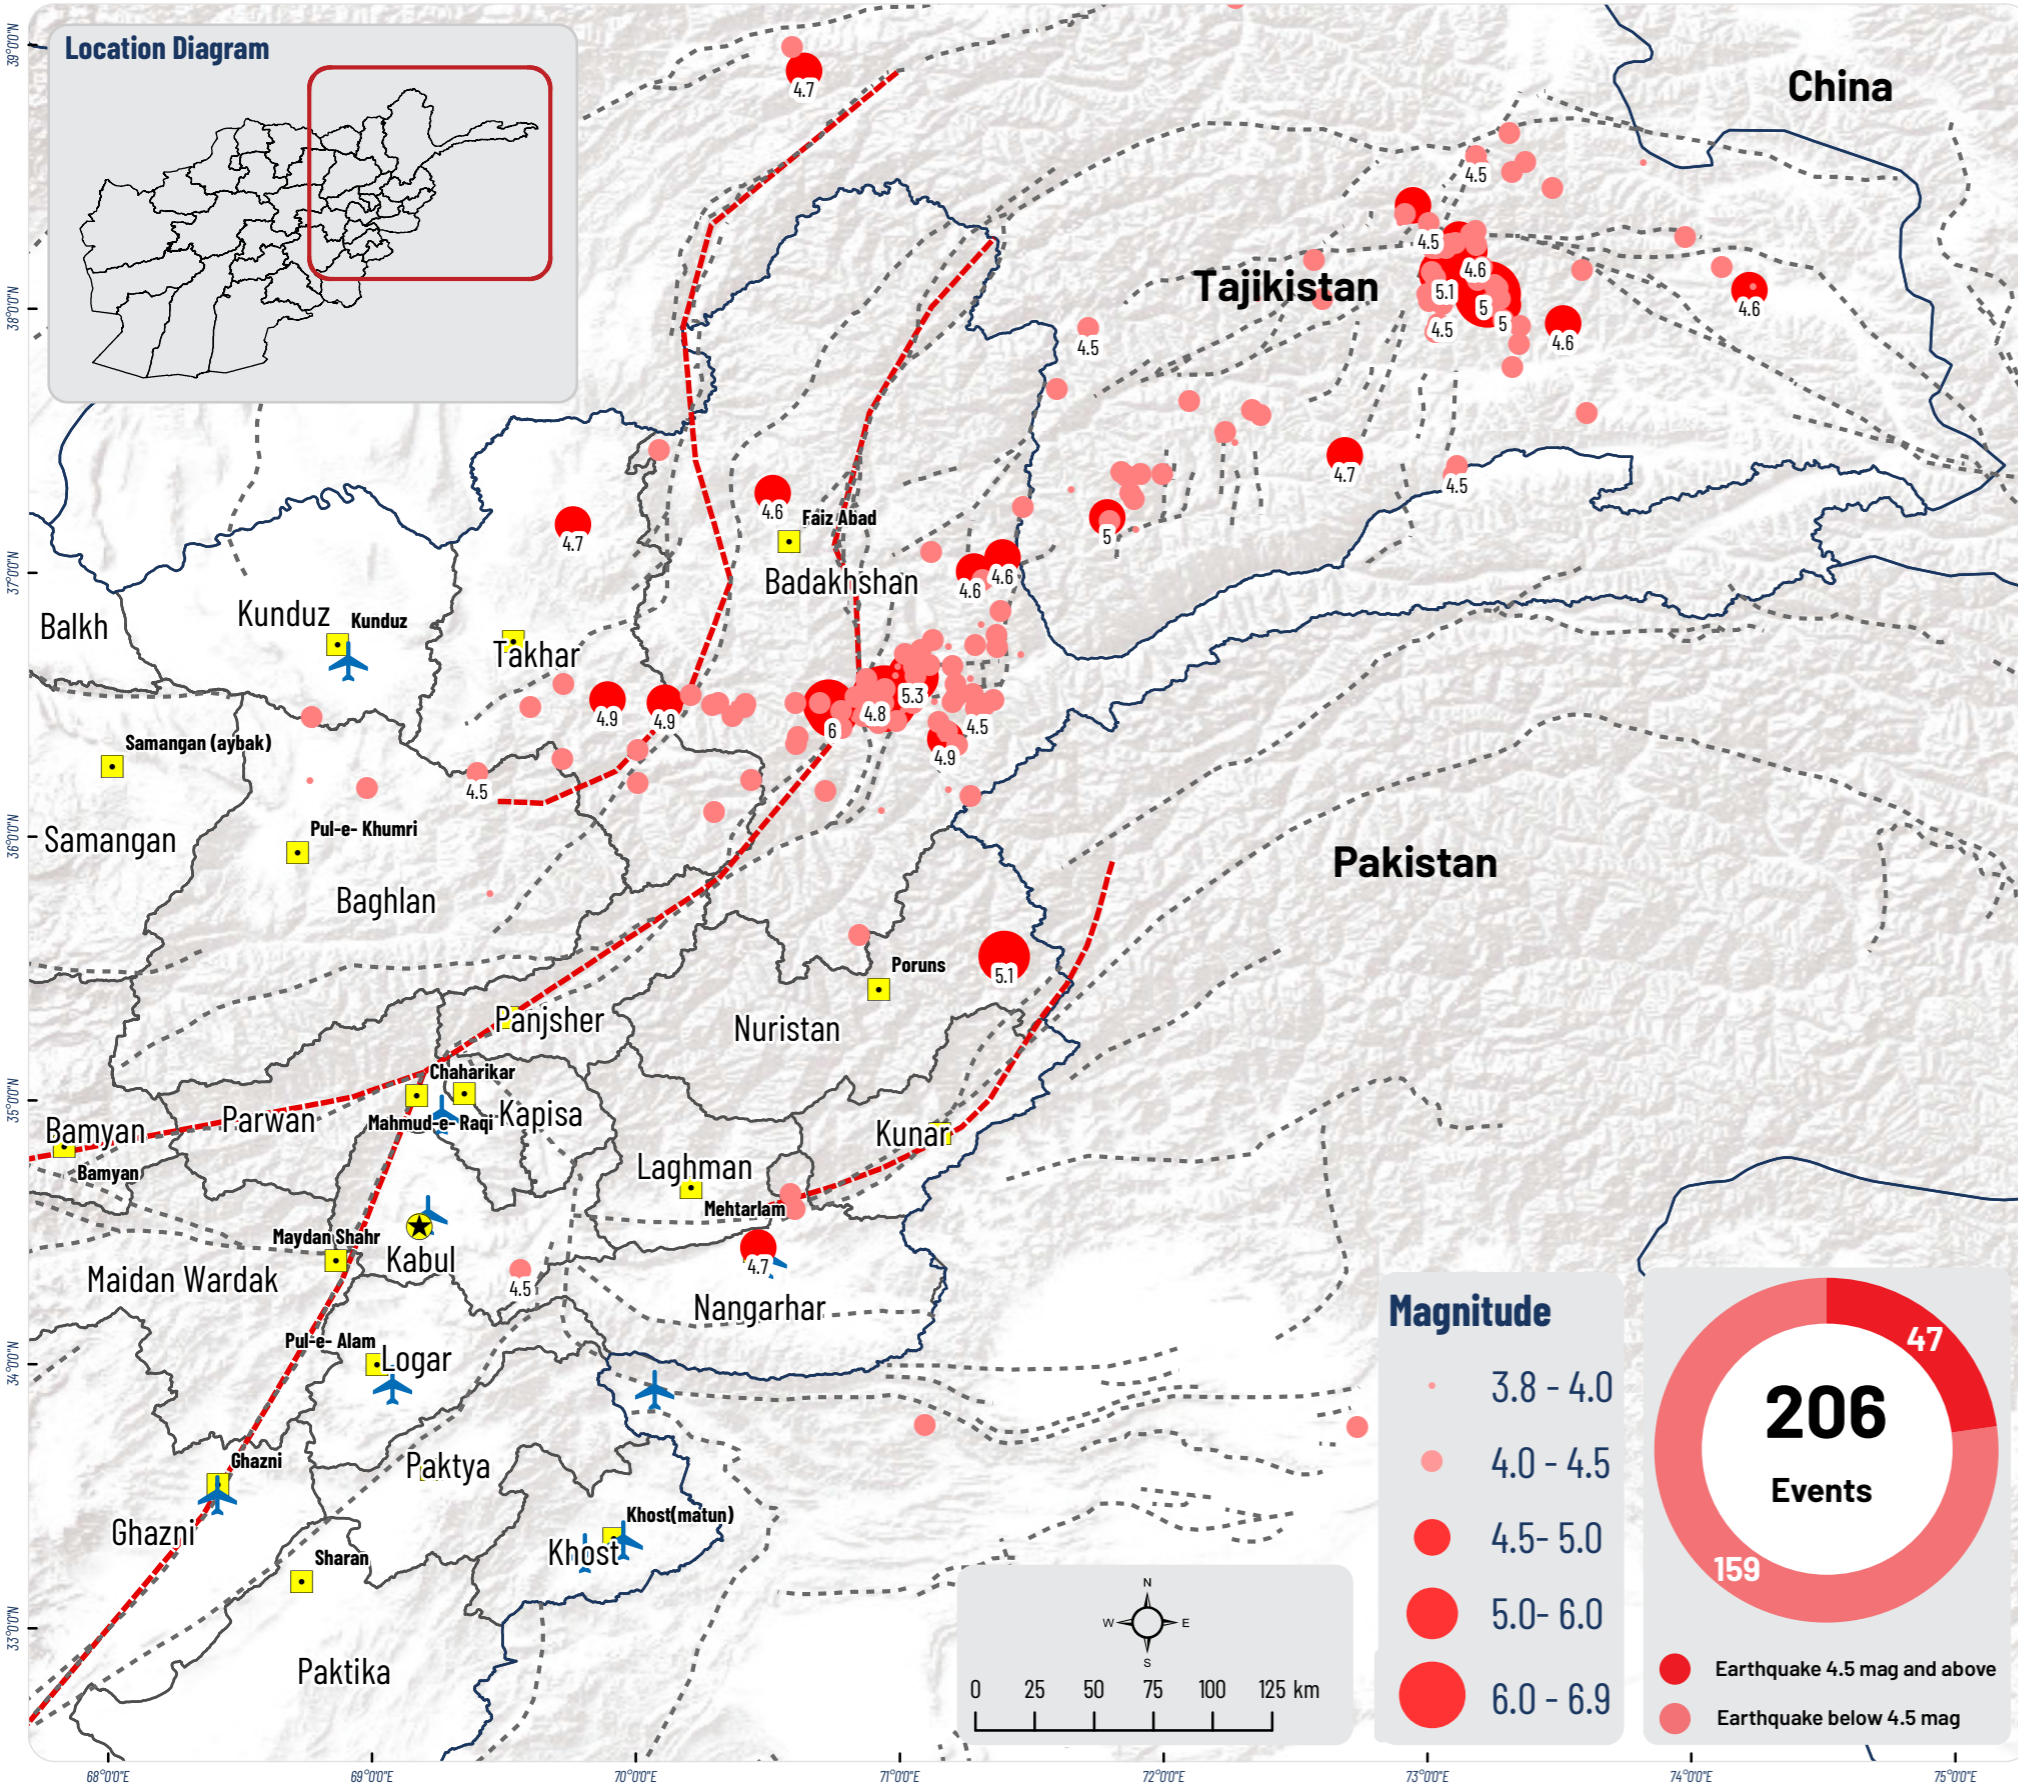 Location Diagram
China
Tajikistan
Pakistan
4.7
4.5
4.5
4.6
5.1
5
5
4.5
4.6
4.6
4.5
4.7
4.5
5
4.6
4.7
4.6
4.6
Faiz Abad
Badakhshan
Balkh
Kunduz
Kunduz
Takhar
4.9
4.9
6
4.8
5.3
4.5
4.9
4.5
Samangan (aybak)
Samangan
Pul-e- Khumri
Baghlan
5.1
Poruns
Nuristan
Panjsher
Chaharikar
Mahmud-e- Raqi
Kapisa
Parwan
Bamyan
Bamyan
Kunar
Laghman
Mehtarlam
Maydan Shahr
Kabul
Maidan Wardak
4.5
4.7
Nangarhar
Pul-e- Alam
Logar
Ghazni
Ghazni
Paktya
Khost(matun)
Khost
Sharan
Paktika
N
W
E
S
0 25 50 75 100 125 km
Magnitude
3.8 - 4.0
4.0 - 4.5
4.5- 5.0
5.0- 6.0
6.0 - 6.9
47
206
Events
159
Earthquake 4.5 mag and above
Earthquake below 4.5 mag
39°0'0"N
38°0'0"N
37°0'0"N
36°0'0"N
35°0'0"N
34°0'0"N
33°0'0"N
68°0'0"E
69°0'0"E
70°0'0"E
71°0'0"E
72°0'0"E
73°0'0"E
74°0'0"E
75°0'0"E